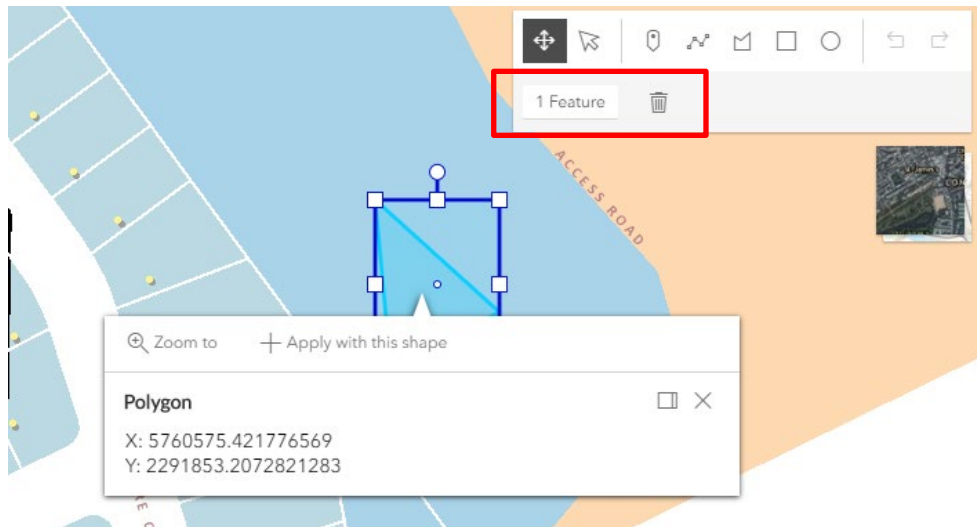 1 Feature
ACCESS ROAD
Zoom to
Apply with this shape
Polygon
X: 5760575.421776569
Y: 2291853.2072821283